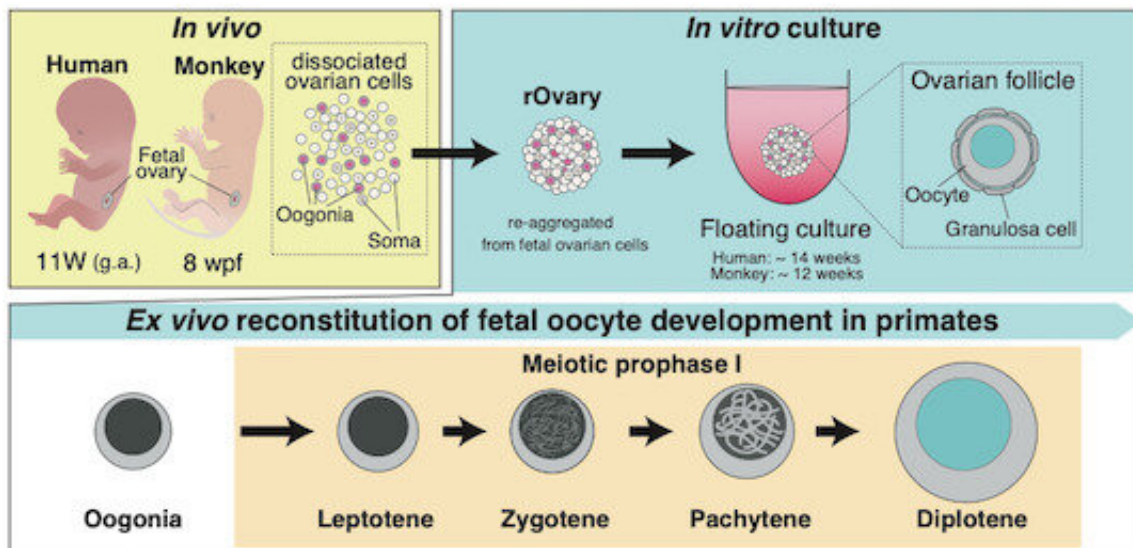 In vivo
Human
Monkey
dissociated
ovarian cells
Fetal
ovary
Oogonia
Soma
11W (g.a.)
8 wpf
In vitro culture
rOvary
re-aggregated
from fetal ovarian cells
Floating culture
Human: ~ 14 weeks
Monkey: ~ 12 weeks
Ovarian follicle
Oocyte
Granulosa cell
Ex vivo reconstitution of fetal oocyte development in primates
Meiotic prophase I
Oogonia
Leptotene
Zygotene
Pachytene
Diplotene